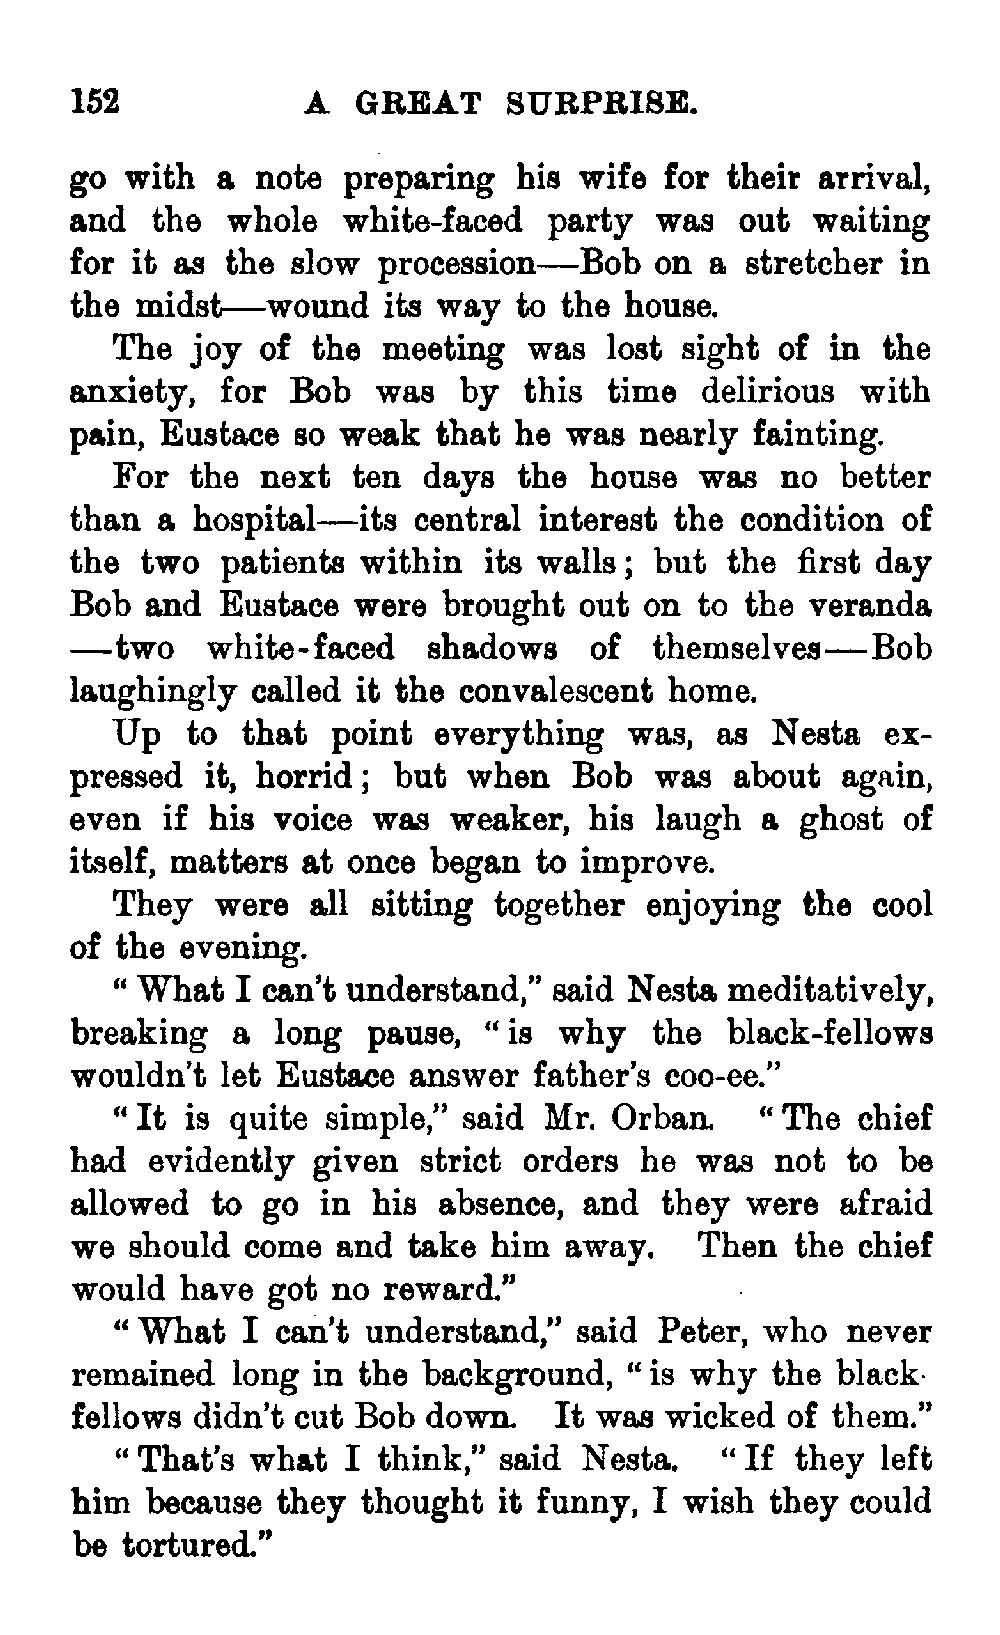 152 A GREAT SURPRISE.
go with a note preparing his wife for their arrival,
and the whole white-faced party was out waiting
for it as the slow procession—Bob on a stretcher in
the midst—wound its way to the house.
The joy of the meeting was lost sight of in the
anxiety, for Bob was by this time delirious with
pain, Eustace so weak that he was nearly fainting.
For the next ten days the house was no better
than a hospital—its central interest the condition of
the two patients within its walls; but the first day
Bob and Eustace were brought out on to the veranda
—two white-faced shadows of themselves—Bob
laughingly called it the convalescent home.
Up to that point everything was, as Nesta ex-
pressed it, horrid; but when Bob was about again,
even if his voice was weaker, his laugh a ghost of
itself, matters at once began to improve.
They were all sitting together enjoying the cool
of the evening.
"What I can't understand," said Nesta meditatively,
breaking a long pause, "is why the black-fellows
wouldn't let Eustace answer father's coo-ee."
"It is quite simple," said Mr. Orban. "The chief
had evidently given strict orders he was not to be
allowed to go in his absence, and they were afraid
we should come and take him away. Then the chief
would have got no reward."
"What I can't understand," said Peter, who never
remained long in the background, "is why the black-
fellows didn't cut Bob down. It was wicked of them."
"That's what I think," said Nesta. "If they left
him because they thought it funny, I wish they could
be tortured."